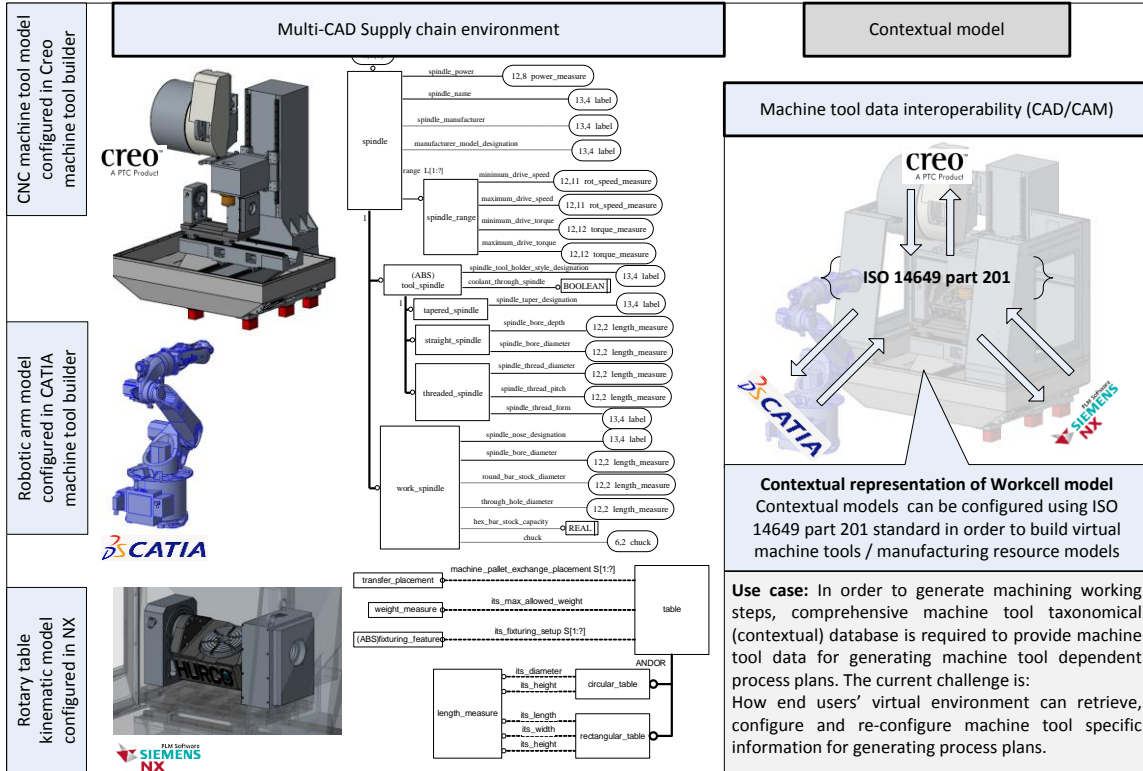 Multi-CAD Supply chain environment
Contextual model
CNC machine tool model
configured in Creo
machine tool builder
creo
A PTC Product
spindle
spindle_power
12,8 power_measure
spindle_name
13,4 label
spindle_manufacturer
13,4 label
manufacturer_model_designation
13,4 label
range L[1:?]
spindle_range
minimum_drive_speed
12,11 rot_speed_measure
maximum_drive_speed
12,11 rot_speed_measure
minimum_drive_torque
12,12 torque_measure
maximum_drive_torque
12,12 torque_measure
1
(ABS)
tool_spindle
spindle_tool_holder_style_designation
13,4 label
coolant_through_spindle
BOOLEAN
1
tapered_spindle
spindle_taper_designation
13,4 label
straight_spindle
spindle_bore_depth
12,2 length_measure
spindle_bore_diameter
12,2 length_measure
threaded_spindle
spindle_thread_diameter
12,2 length_measure
spindle_thread_pitch
12,2 length_measure
spindle_thread_form
13,4 label
work_spindle
spindle_nose_designation
13,4 label
spindle_bore_diameter
12,2 length_measure
round_bar_stock_diameter
12,2 length_measure
through_hole_diameter
12,2 length_measure
hex_bar_stock_capacity
REAL
chuck
6,2 chuck
Robotic arm model
configured in CATIA
machine tool builder
DS CATIA
Rotary table
kinematic model
configured in NX
HURCO
PLM Software
SIEMENS
NX
transfer_placement
machine_pallet_exchange_placement S[1:?]
table
weight_measure
its_max_allowed_weight
(ABS)fixturing_feature
its_fixturing_setup S[1:?]
ANDOR
length_measure
its_diameter
its_height
circular_table
its_length
its_width
its_height
rectangular_table
Machine tool data interoperability (CAD/CAM)
creo
A PTC Product
ISO 14649 part 201
DS CATIA
PLM Software
SIEMENS
NX
Contextual representation of Workcell model
Contextual models can be configured using ISO
14649 part 201 standard in order to build virtual
machine tools / manufacturing resource models
Use case: In order to generate machining working
steps, comprehensive machine tool taxonomical
(contextual) database is required to provide machine
tool data for generating machine tool dependent
process plans. The current challenge is:
How end users’ virtual environment can retrieve,
configure and re-configure machine tool specific
information for generating process plans.